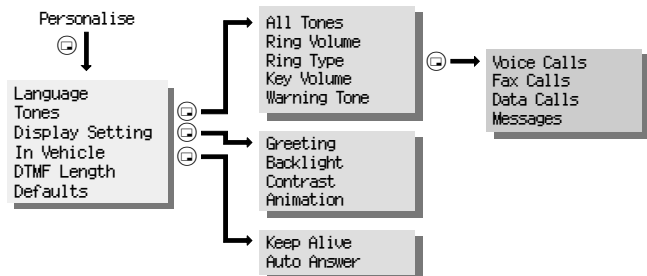 Personalise
Language
Tones
Display Setting
In Vehicle
DTMF Length
Defaults
All Tones
Ring Volume
Ring Type
Key Volume
Warning Tone
Voice Calls
Fax Calls
Data Calls
Messages
Greeting
Backlight
Contrast
Animation
Keep Alive
Auto Answer